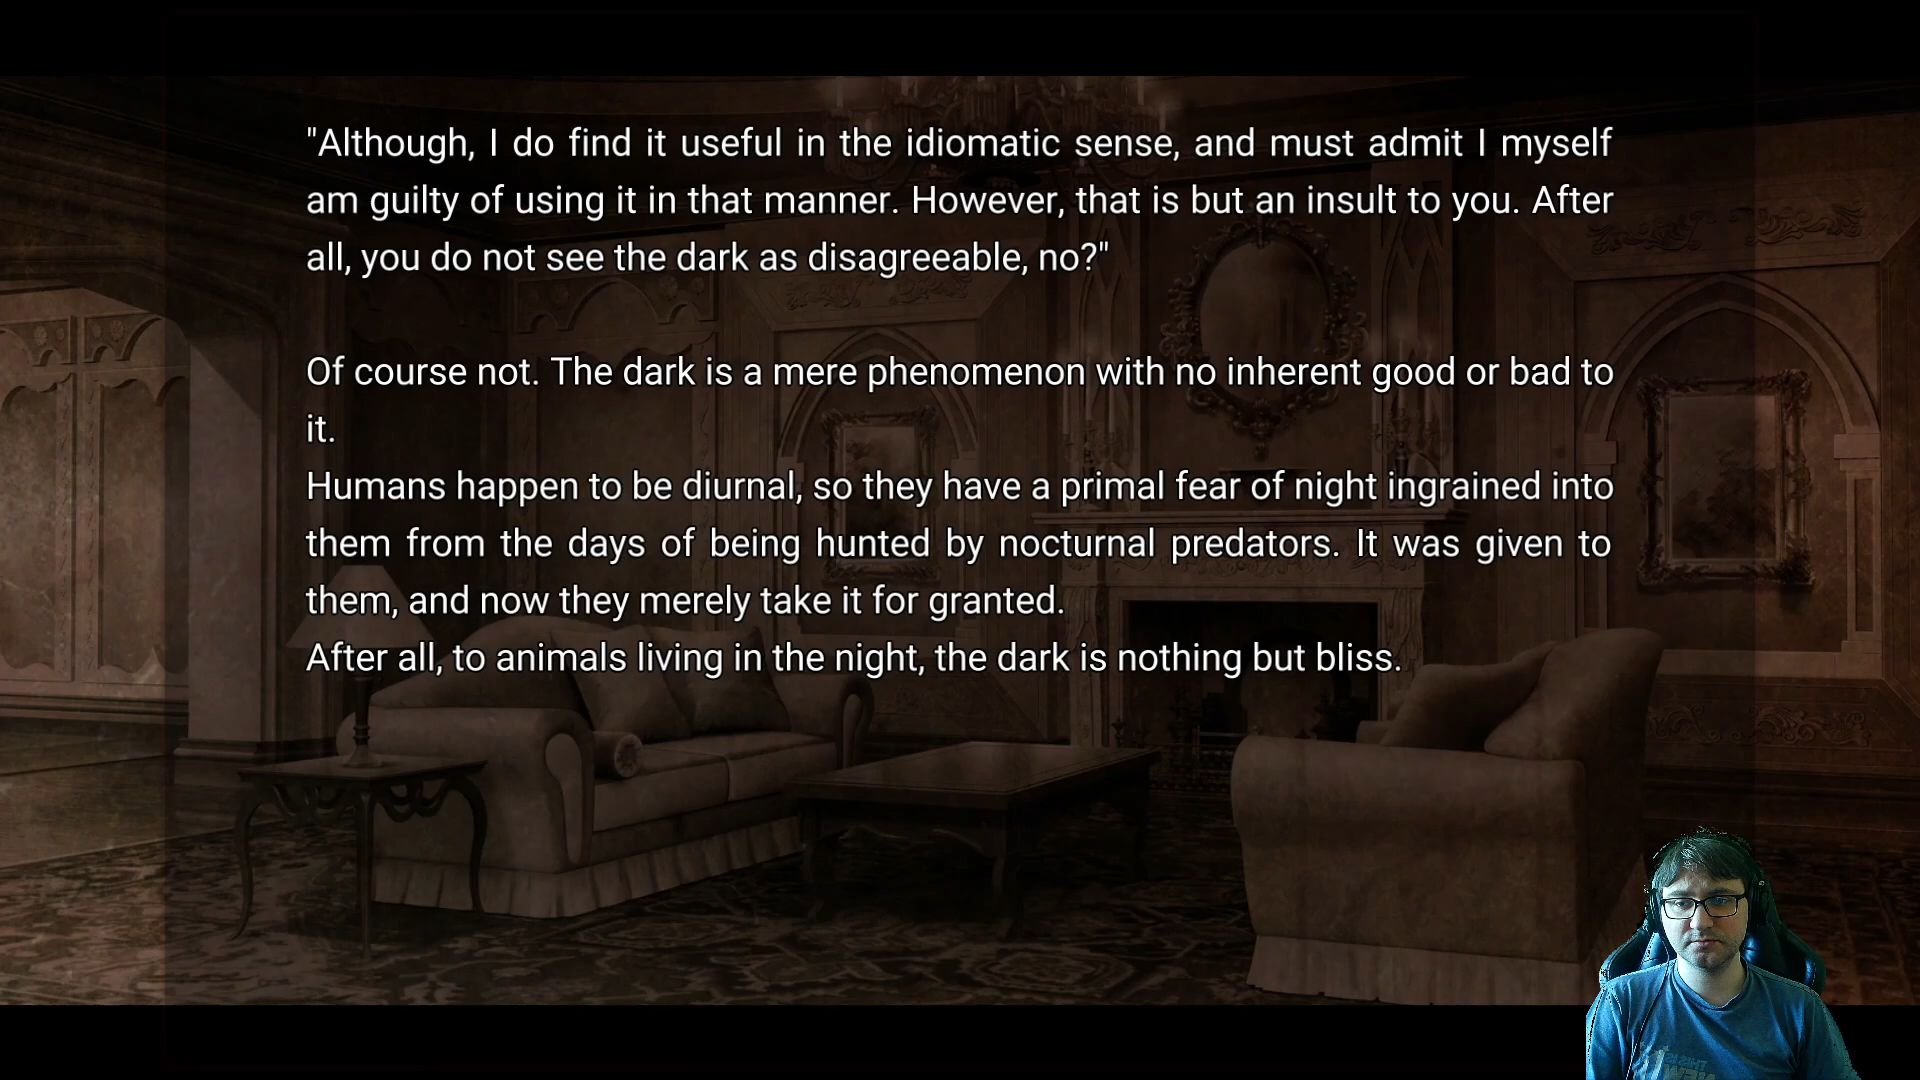 "Although, I do find it useful in the idiomatic sense, and must admit I myself
am guilty of using it in that manner. However, that is but an insult to you. After
all, you do not see the dark as disagreeable, no?"
Of course not. The dark is a mere phenomenon with no inherent good or bad to
it.
Humans happen to be diurnal, so they have a primal fear of night ingrained into
them from the days of being hunted by nocturnal predators. It was given to
them, and now they merely take it for granted.
After all, to animals living in the night, the dark is nothing but bliss.